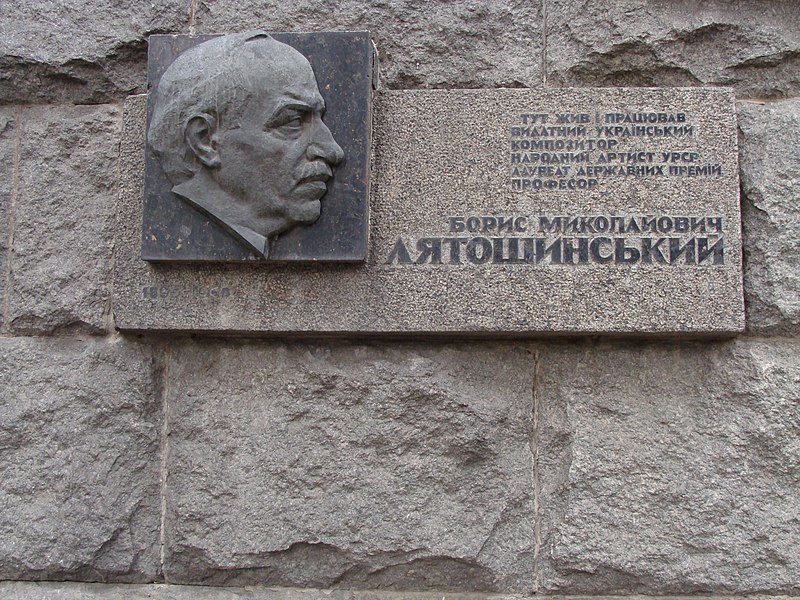 ТУТ ЖИВ І ПРАЦЮВАВ
ВИДАТНИЙ УКРАЇНСЬКИЙ
КОМПОЗИТОР
НАРОДНИЙ АРТИСТ УРСР
ЛАУРЕАТ ДЕРЖАВНИХ ПРЕМІЙ
ПРОФЕСОР
БОРИС МИКОЛАЙОВИЧ
ЛЯТОШИНСЬКИЙ